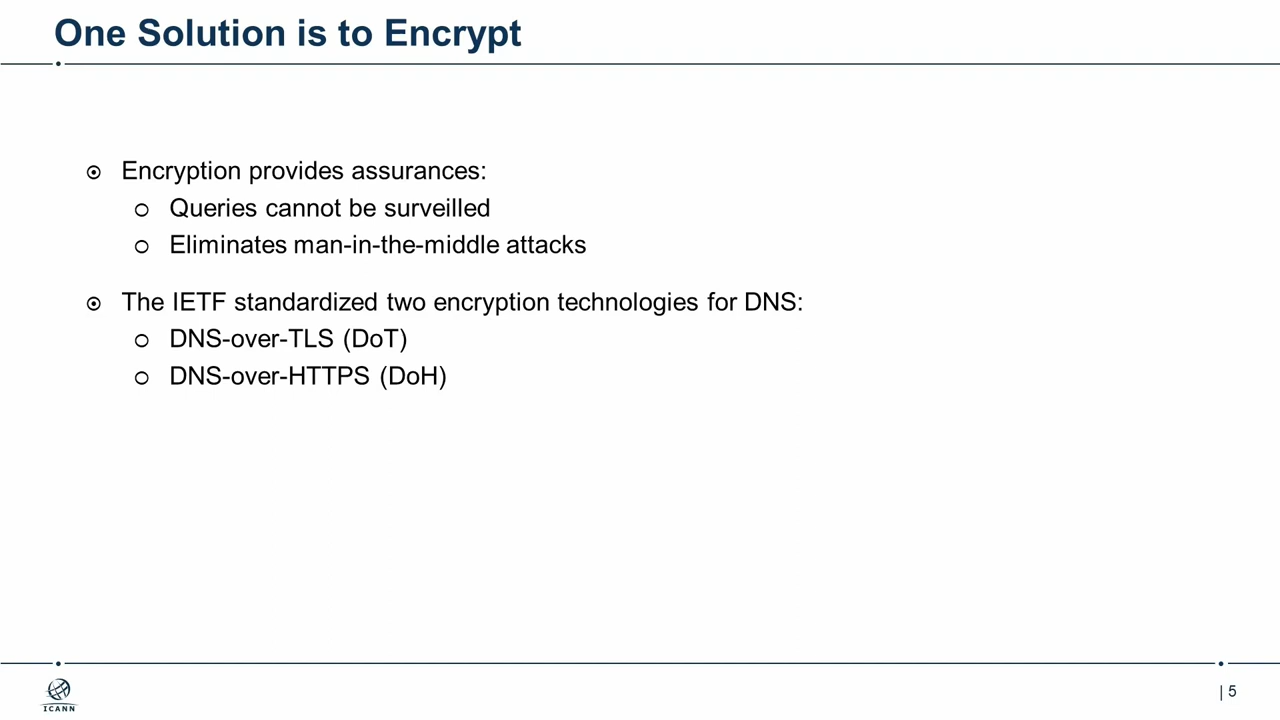 One Solution is to Encrypt
Encryption provides assurances:
Queries cannot be surveilled
Eliminates man-in-the-middle attacks
The IETF standardized two encryption technologies for DNS:
DNS-over-TLS (DoT)
DNS-over-HTTPS (DoH)
ICANN
| 5